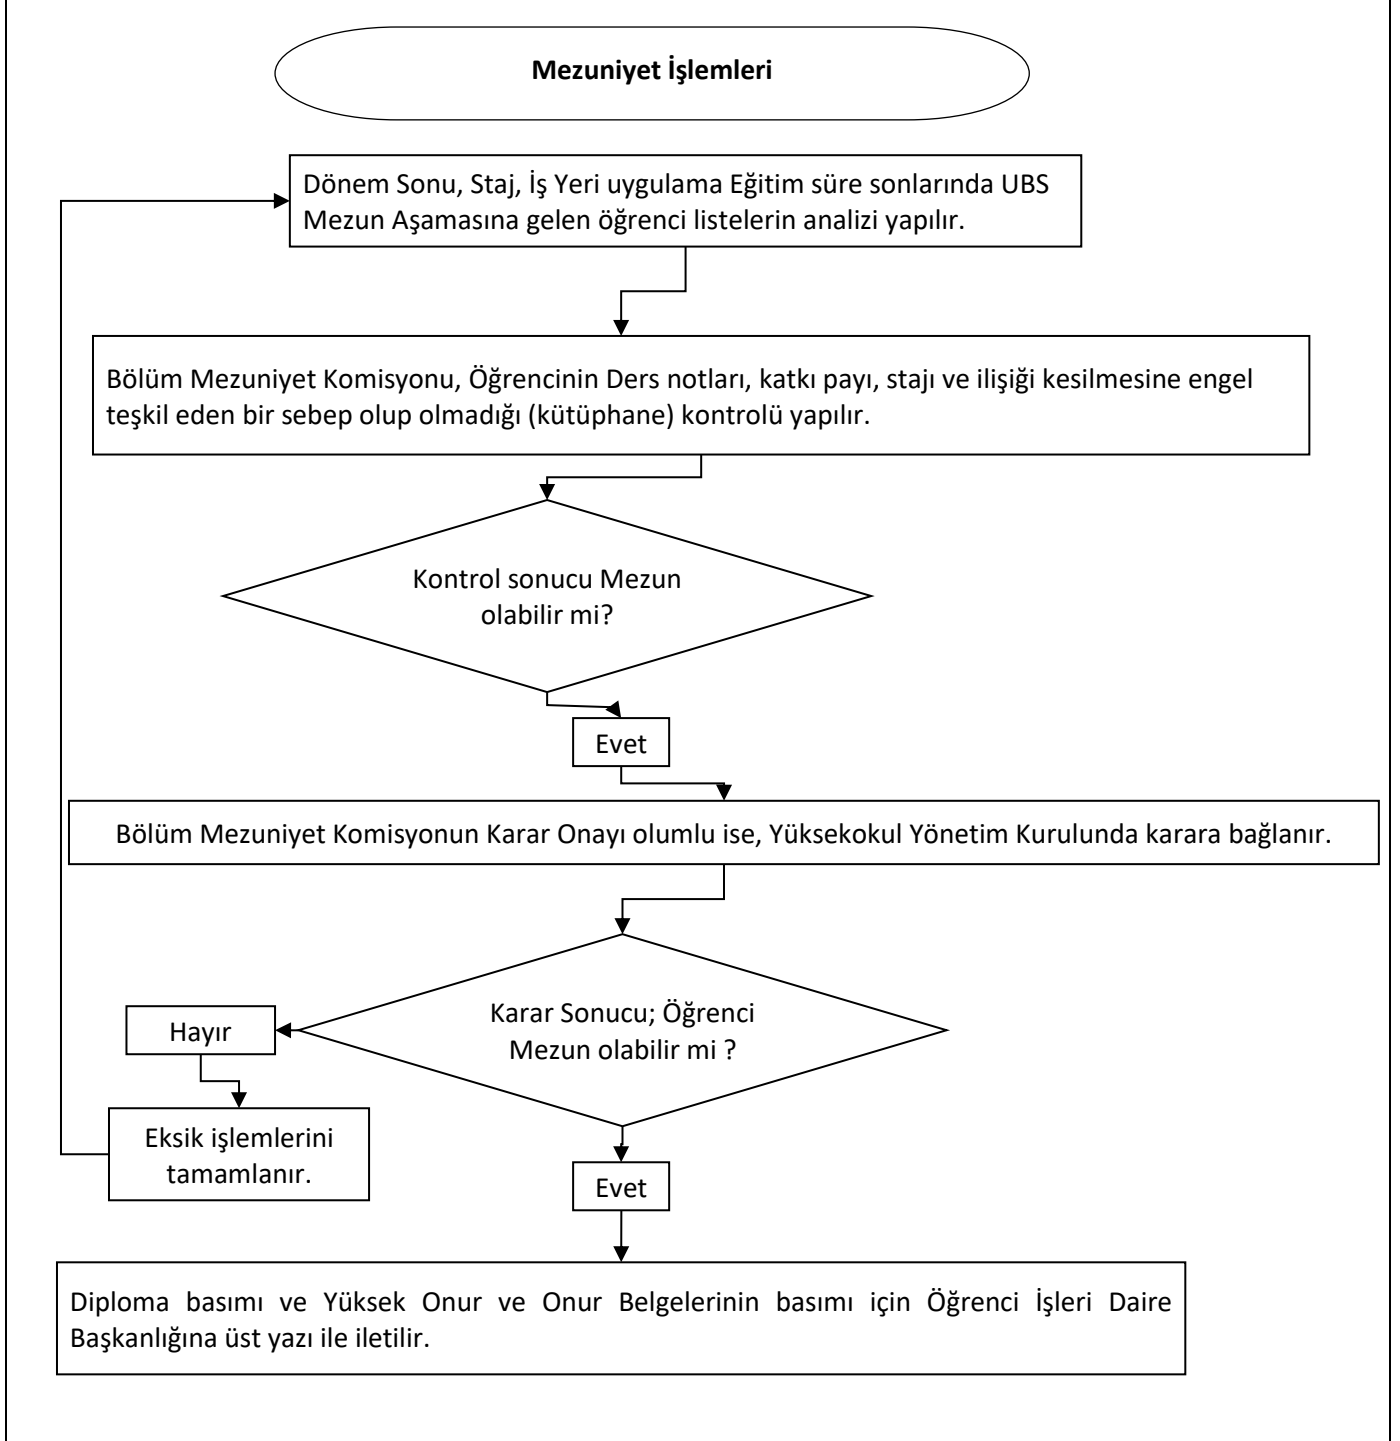 Mezuniyet İşlemleri
Dönem Sonu, Staj, İş Yeri uygulama Eğitim süre sonlarında UBS
Mezun Aşamasına gelen öğrenci listelerin analizi yapılır.
Bölüm Mezuniyet Komisyonu, Öğrencinin Ders notları, katkı payı, stajı ve ilişiği kesilmesine engel
teşkil eden bir sebep olup olmadığı (kütüphane) kontrolü yapılır.
Kontrol sonucu Mezun
olabilir mi?
Evet
Bölüm Mezuniyet Komisyonun Karar Onayı olumlu ise, Yüksekokul Yönetim Kurulunda karara bağlanır.
Karar Sonucu; Öğrenci
Mezun olabilir mi ?
Hayır
Eksik işlemlerini
tamamlanır.
Evet
Diploma basımı ve Yüksek Onur ve Onur Belgelerinin basımı için Öğrenci İşleri Daire
Başkanlığına üst yazı ile iletilir.